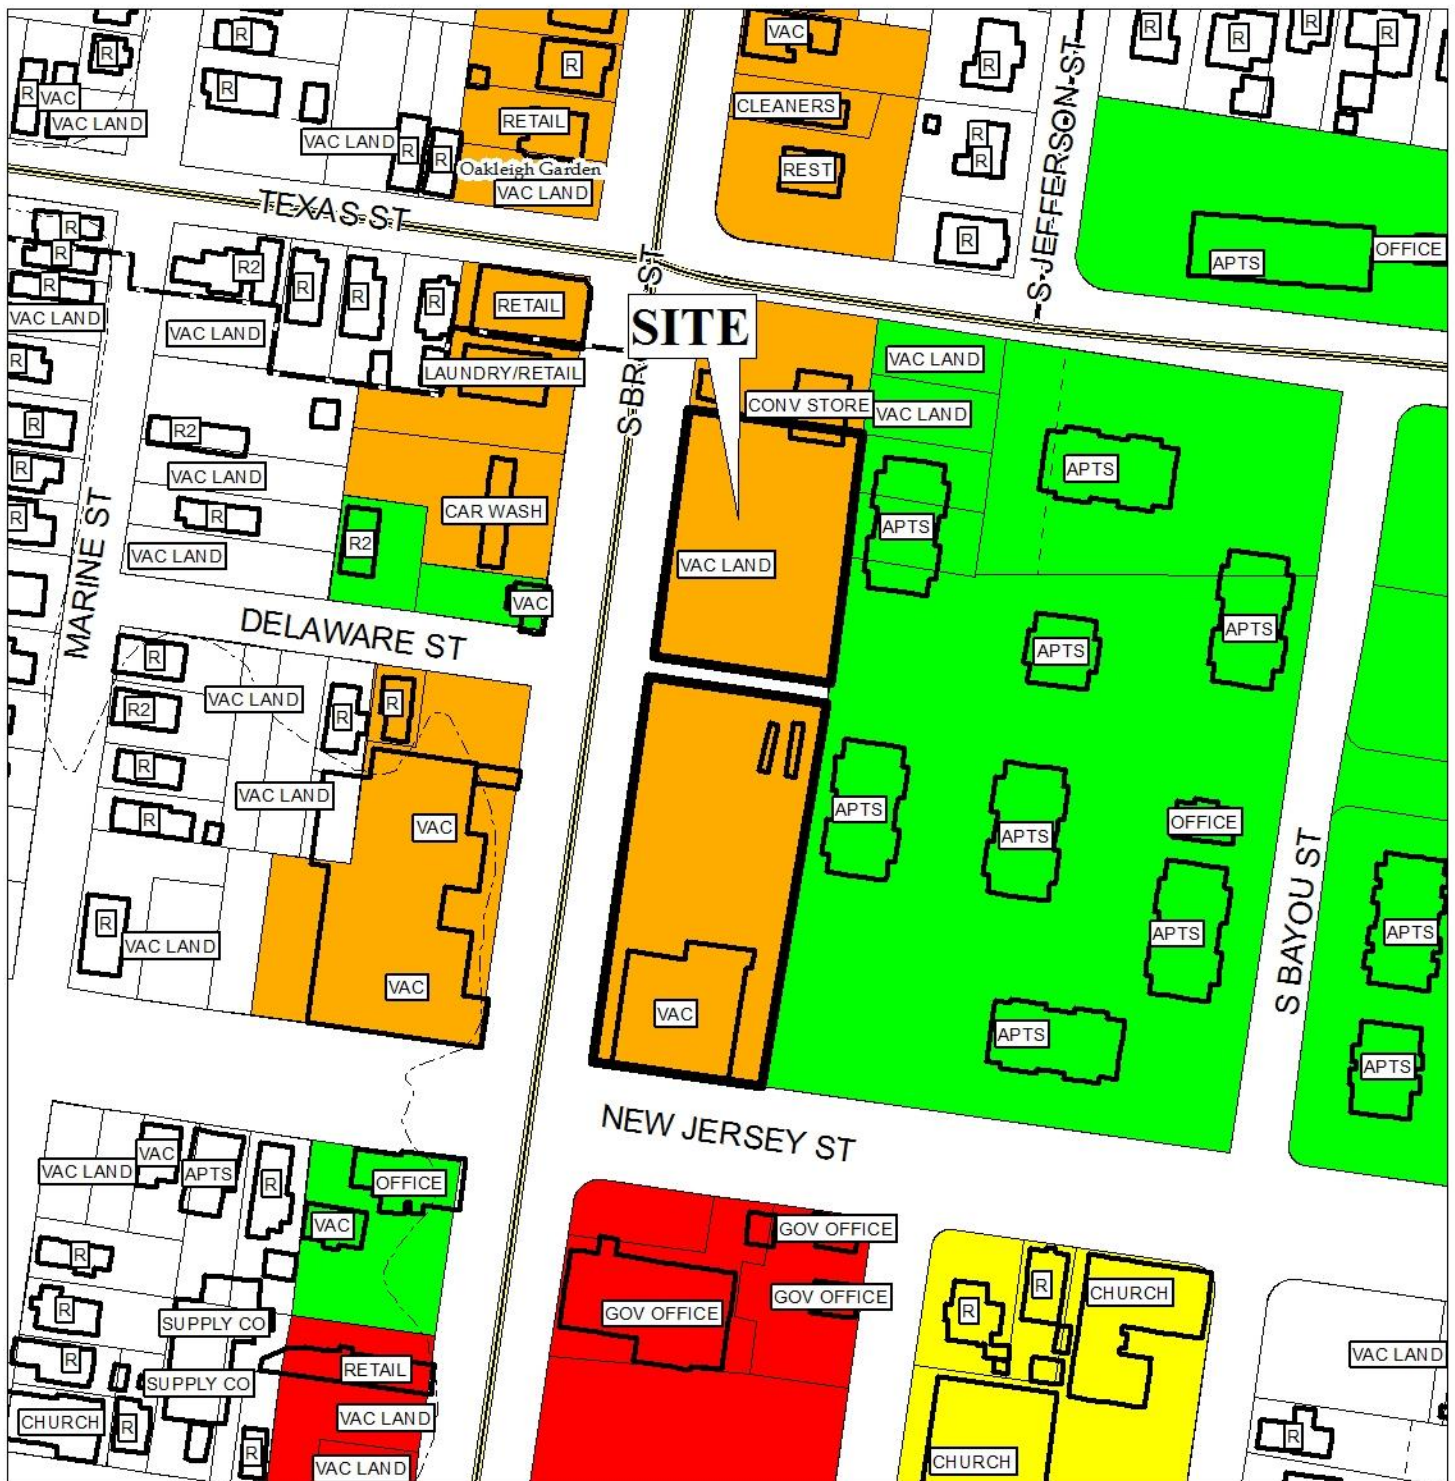 R
R
VAC
VAC LAND
R
R
VAC LAND
R
R
R
RETAIL
Oakleigh Garden
VAC LAND
VAC
CLEANERS
REST
R
R
R
R
S JEFFERSON ST
R
R
R
R
APTS
OFFICE
TEXAS ST
R
R
R
VAC LAND
R2
VAC LAND
R
R
R
RETAIL
LAUNDRY/RETAIL
SITE
CONV STORE
VAC LAND
VAC LAND
APTS
APTS
R
R
R
R
R2
VAC LAND
R
VAC LAND
R2
CAR WASH
VAC
VAC LAND
APTS
APTS
MARINE ST
DELAWARE ST
R
R2
R
R
VAC LAND
R
R
VAC LAND
VAC
VAC
R
VAC LAND
VAC
APTS
APTS
OFFICE
APTS
APTS
S BAYOU ST
APTS
APTS
NEW JERSEY ST
VAC LAND
VAC
APTS
R
OFFICE
VAC
R
R
SUPPLY CO
R
SUPPLY CO
CHURCH
R
R
RETAIL
VAC LAND
VAC LAND
GOV OFFICE
GOV OFFICE
GOV OFFICE
R
R
CHURCH
CHURCH
VAC LAND
R